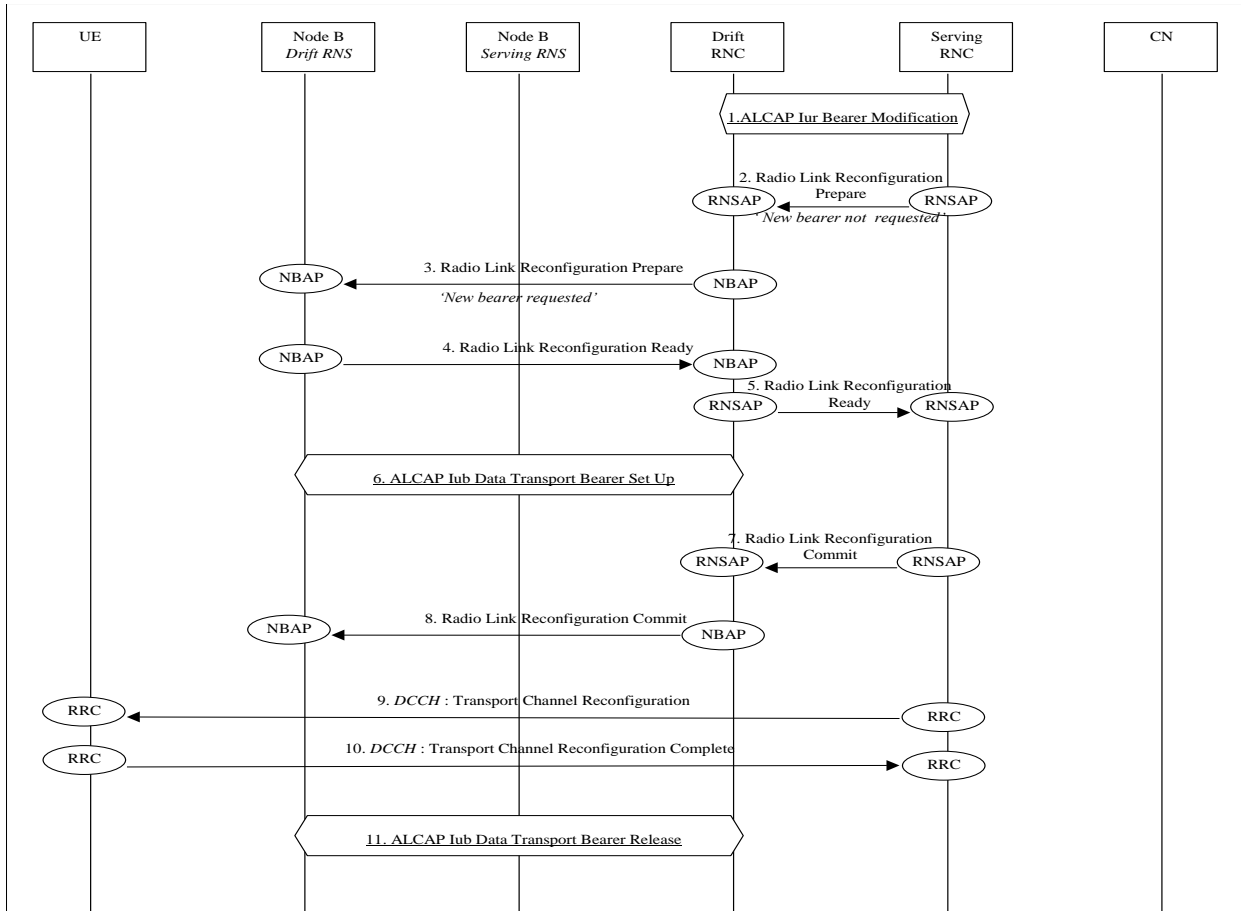 UE
Node B
Drift RNS
Node B
Serving RNS
Drift
RNC
Serving
RNC
CN
1.ALCAP Iur Bearer Modification
2. Radio Link Reconfiguration
Prepare
RNSAP
RNSAP
‘ New bearer not requested’
3. Radio Link Reconfiguration Prepare
NBAP
NBAP
‘New bearer requested’
4. Radio Link Reconfiguration Ready
NBAP
NBAP
5. Radio Link Reconfiguration
Ready
RNSAP
RNSAP
6. ALCAP Iub Data Transport Bearer Set Up
7. Radio Link Reconfiguration
Commit
RNSAP
RNSAP
8. Radio Link Reconfiguration Commit
NBAP
NBAP
9. DCCH : Transport Channel Reconfiguration
RRC
RRC
10. DCCH : Transport Channel Reconfiguration Complete
RRC
RRC
11. ALCAP Iub Data Transport Bearer Release